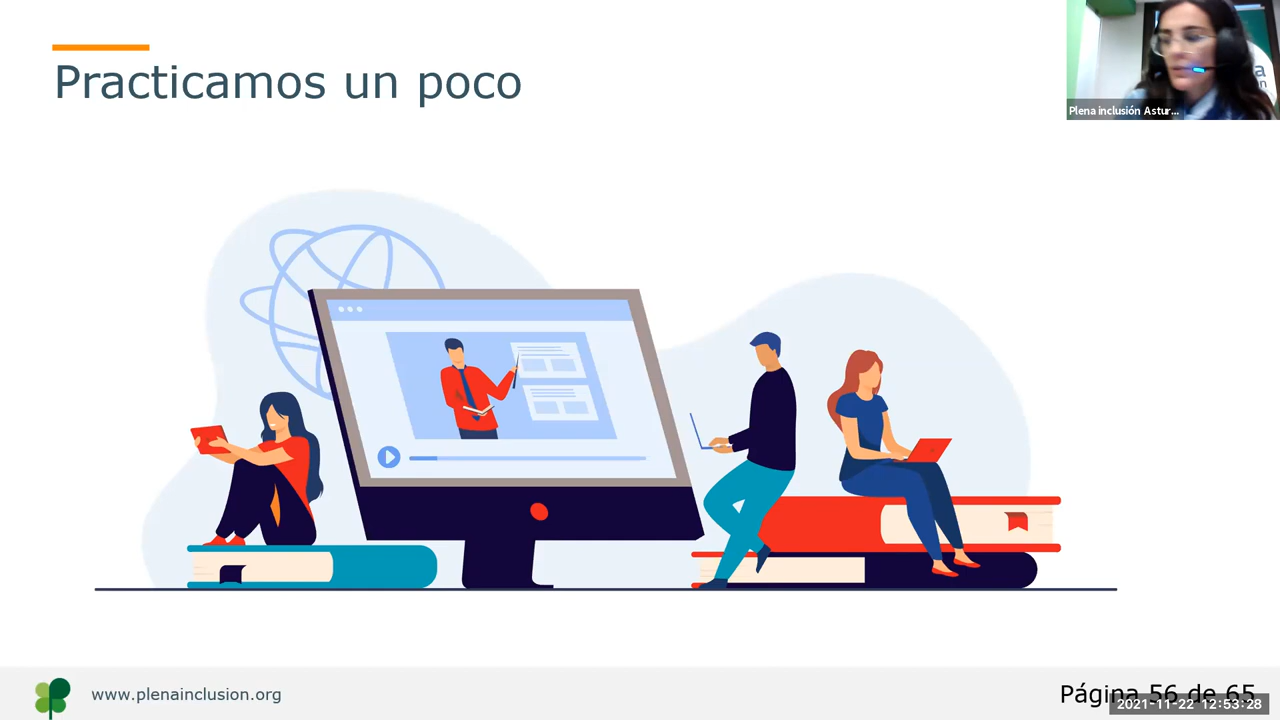 Practicamos un poco
Plena inclusión Astur...
www.plenainclusion.org
Página 56 de 65
2021-11-22 12:53:28